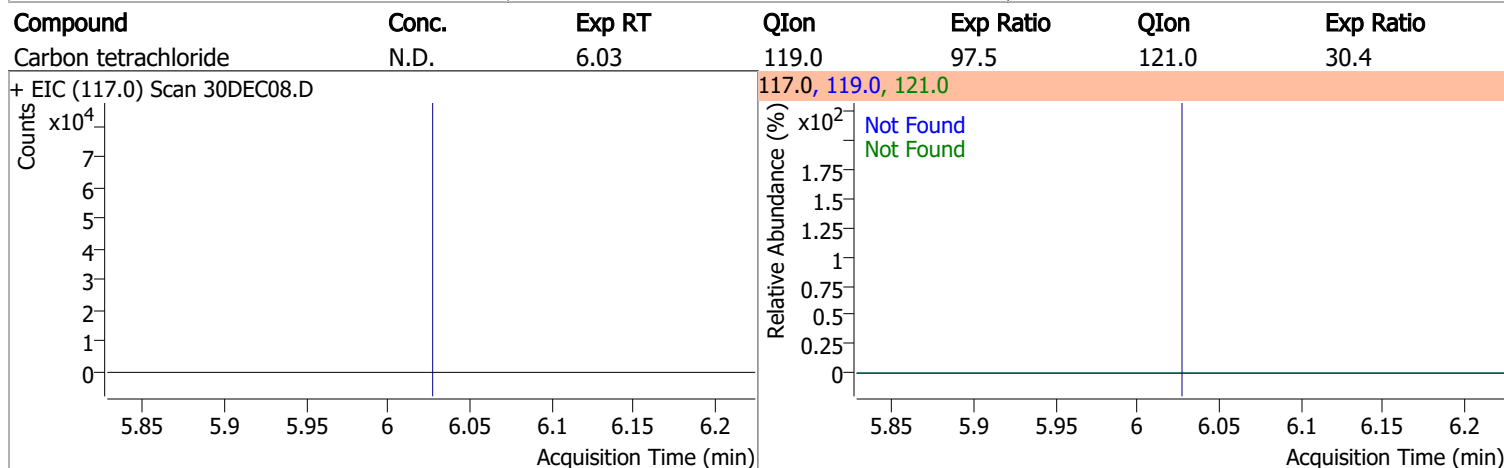 Compound Conc. Exp RT QIon Exp Ratio QIon Exp Ratio
Carbon tetrachloride N.D. 6.03 119.0 97.5 121.0 30.4
+ EIC (117.0) Scan 30DEC08.D
Counts
x10⁴
7
6
5
4
3
2
1
0
5.85 5.9 5.95 6 6.05 6.1 6.15 6.2
Acquisition Time (min)
117.0, 119.0, 121.0
Relative Abundance (%)
x10²
Not Found
Not Found
1.75
1.5
1.25
1
0.75
0.5
0.25
0
5.85 5.9 5.95 6 6.05 6.1 6.15 6.2
Acquisition Time (min)